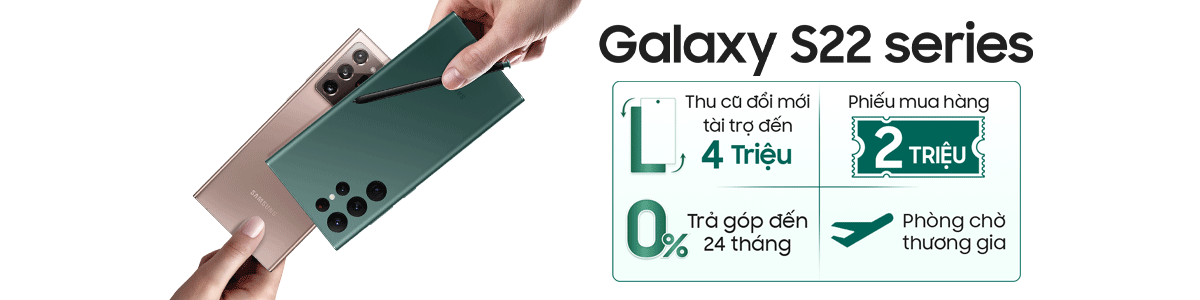 Galaxy S22 series
Thu cũ đổi mới
tài trợ đến
4 Triệu
Phiếu mua hàng
2 TRIỆU
0%
Trả góp đến
24 tháng
Phòng chờ
thương gia
SAMSUNG